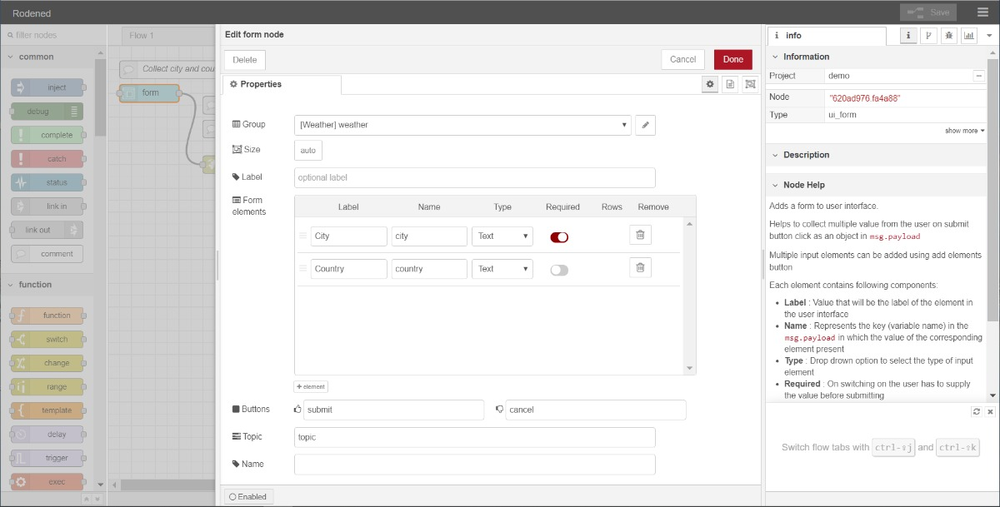 Rodened
Save
filter nodes
common
inject
debug
complete
catch
status
link in
link out
comment
function
function
switch
change
range
template
delay
trigger
exec
Flow 1
Collect city and cou
form
Edit form node
Delete
Cancel
Done
Properties
Group
[Weather] weather
Size
auto
Label
optional label
Form
elements
Label Name Type Required Rows Remove
City city Text
Country country Text
element
Buttons
submit
cancel
Topic
topic
Name
Enabled
info
Information
Project demo
Node "620ad976.fa4a88"
Type ui_form
show more
Description
Node Help
Adds a form to user interface.
Helps to collect multiple value from the user on submit
button click as an object in msg.payload
Multiple input elements can be added using add elements
button
Each element contains following components:
• Label : Value that will be the label of the element in
the user interface
• Name : Represents the key (variable name) in the
msg.payload in which the value of the corresponding
element present
• Type : Drop drown option to select the type of input
element
• Required : On switching on the user has to supply
the value before submitting
Switch flow tabs with ctrl-⇧j and ctrl-⇧k